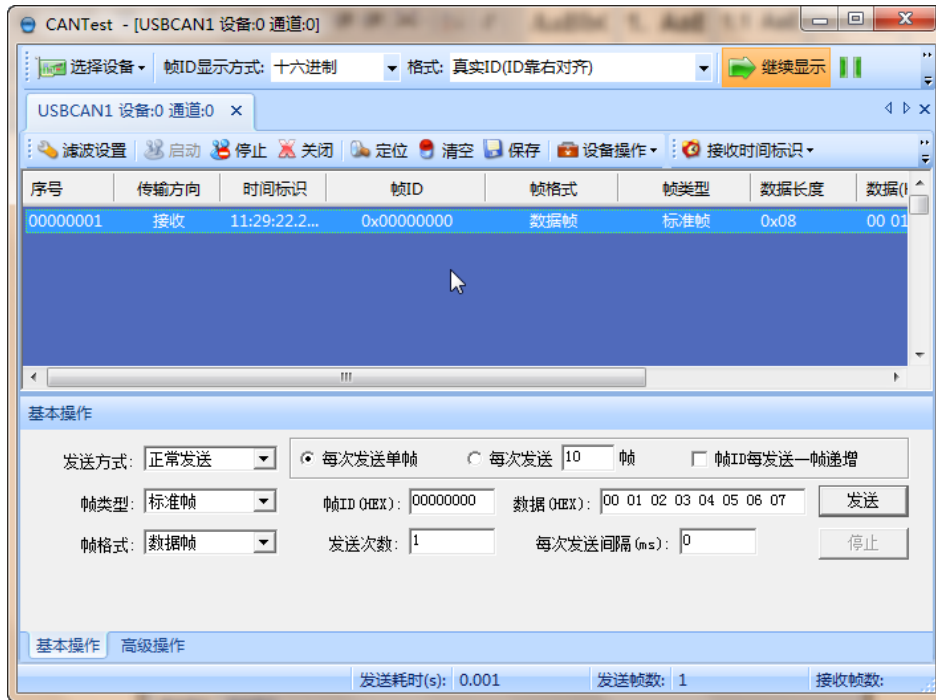 CANTest - [USBCAN1 设备:0 通道:0]
选择设备 帧ID显示方式: 十六进制 格式: 真实ID(ID靠右对齐) 继续显示
USBCAN1 设备:0 通道:0
滤波设置 启动 停止 关闭 定位 清空 保存 设备操作 接收时间标识
序号 传输方向 时间标识 帧ID 帧格式 帧类型 数据长度 数据(
00000001 接收 11:29:22.2... 0x00000000 数据帧 标准帧 0x08 00 01
基本操作
发送方式: 正常发送 每次发送单帧 每次发送 10 帧 帧ID每发送一帧递增
帧类型: 标准帧 帧ID(HEX): 00000000 数据(HEX): 00 01 02 03 04 05 06 07 发送
帧格式: 数据帧 发送次数: 1 每次发送间隔(ms): 0 停止
基本操作 高级操作
发送耗时(s): 0.001 发送帧数: 1 接收帧数: